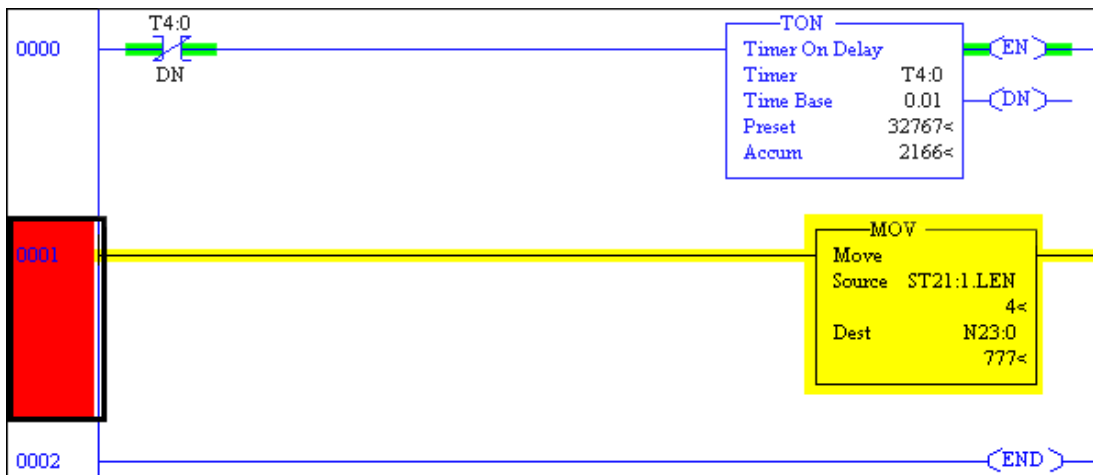 T4:0
TON
0000
Timer On Delay
EN
DN
Timer T4:0
Time Base 0.01
DN
Preset 32767<
Accum 2166<
MOV
0001
Move
Source ST21:1.LEN
4<
Dest N23:0
777<
0002
END